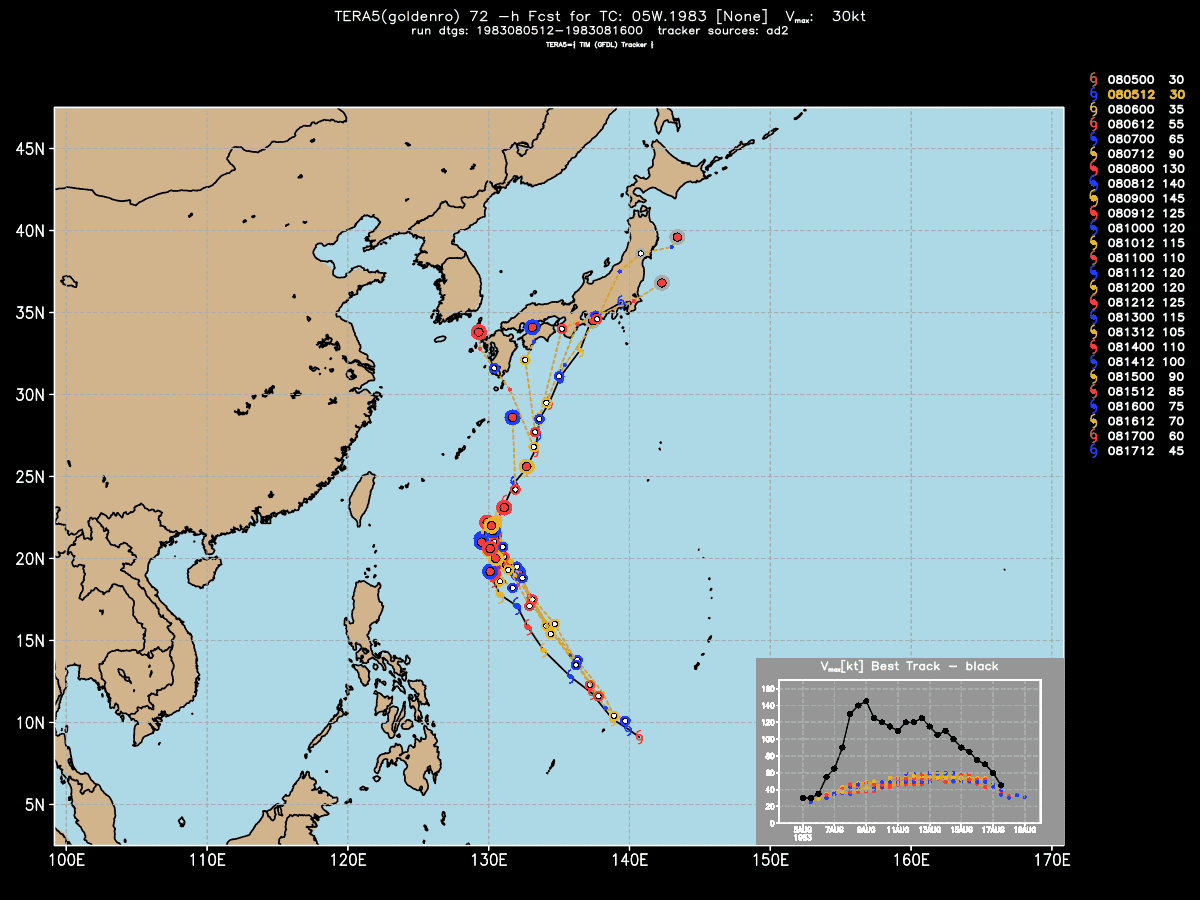 TERA5(goldenro) 72 -h Fcst for TC: 05W.1983 [None] Vmax: 30kt
run dtgs: 1983080512-1983081600 tracker sources: ad2
TERA5={ TIM (GFDL) Tracker }
080500 30
080512 30
080600 35
080612 55
080700 65
080712 90
080800 130
080812 140
080900 145
080912 125
081000 120
081012 115
081100 110
081112 120
081200 120
081212 125
081300 115
081312 105
081400 110
081412 100
081500 90
081512 85
081600 75
081612 70
081700 60
081712 45
45N
40N
35N
30N
25N
20N
15N
10N
5N
100E 110E 120E 130E 140E 150E 160E 170E
Vmax[kt] Best Track - black
160
140
120
100
80
60
40
20
0
5AUG 7AUG 9AUG 11AUG 13AUG 15AUG 17AUG 19AUG
1983